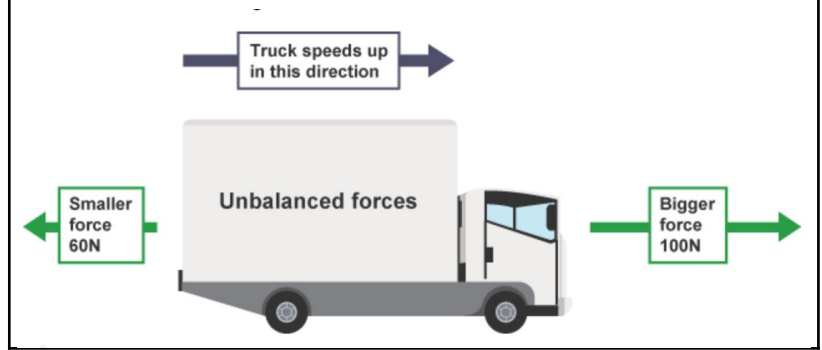 Truck speeds up
in this direction
Unbalanced forces
Smaller
force
60N
Bigger
force
100N